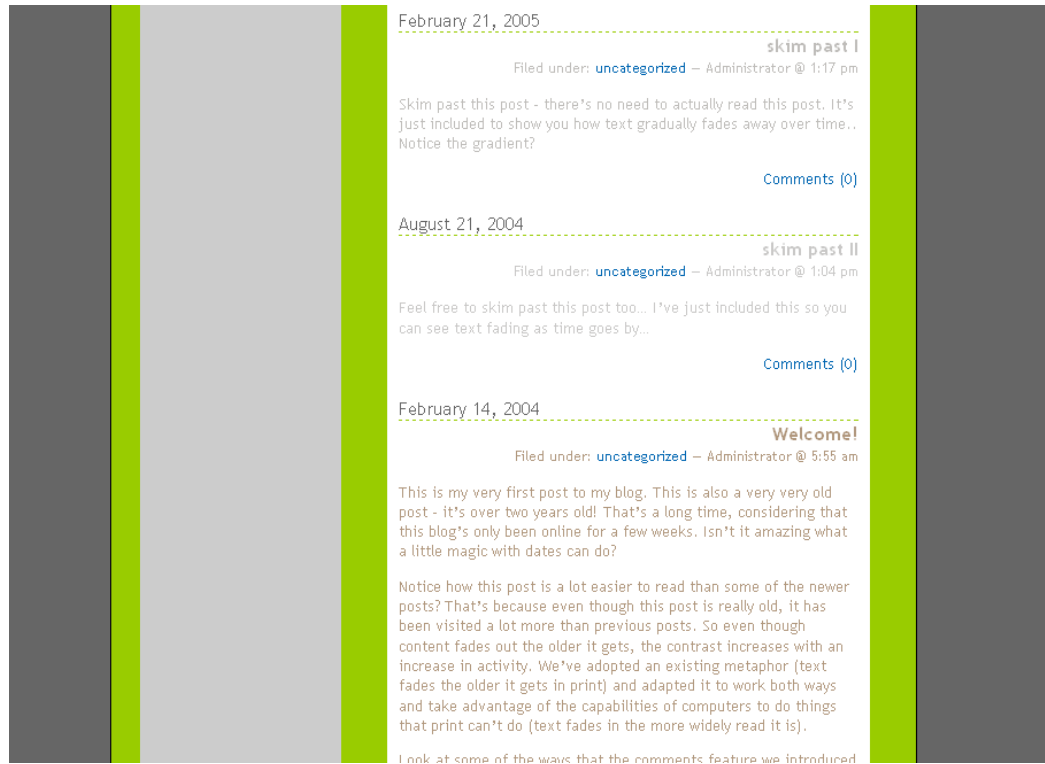 February 21, 2005
skim past I
Filed under: uncategorized — Administrator @ 1:17 pm
Skim past this post - there's no need to actually read this post. It's
just included to show you how text gradually fades away over time..
Notice the gradient?
Comments (0)
August 21, 2004
skim past II
Filed under: uncategorized — Administrator @ 1:04 pm
Feel free to skim past this post too... I've just included this so you
can see text fading as time goes by...
Comments (0)
February 14, 2004
Welcome!
Filed under: uncategorized — Administrator @ 5:55 am
This is my very first post to my blog. This is also a very very old
post - it's over two years old! That's a long time, considering that
this blog's only been online for a few weeks. Isn't it amazing what
a little magic with dates can do?
Notice how this post is a lot easier to read than some of the newer
posts? That's because even though this post is really old, it has
been visited a lot more than previous posts. So even though
content fades out the older it gets, the contrast increases with an
increase in activity. We've adopted an existing metaphor (text
fades the older it gets in print) and adapted it to work both ways
and take advantage of the capabilities of computers to do things
that print can't do (text fades in the more widely read it is).
Look at some of the ways that the comments feature we introduced